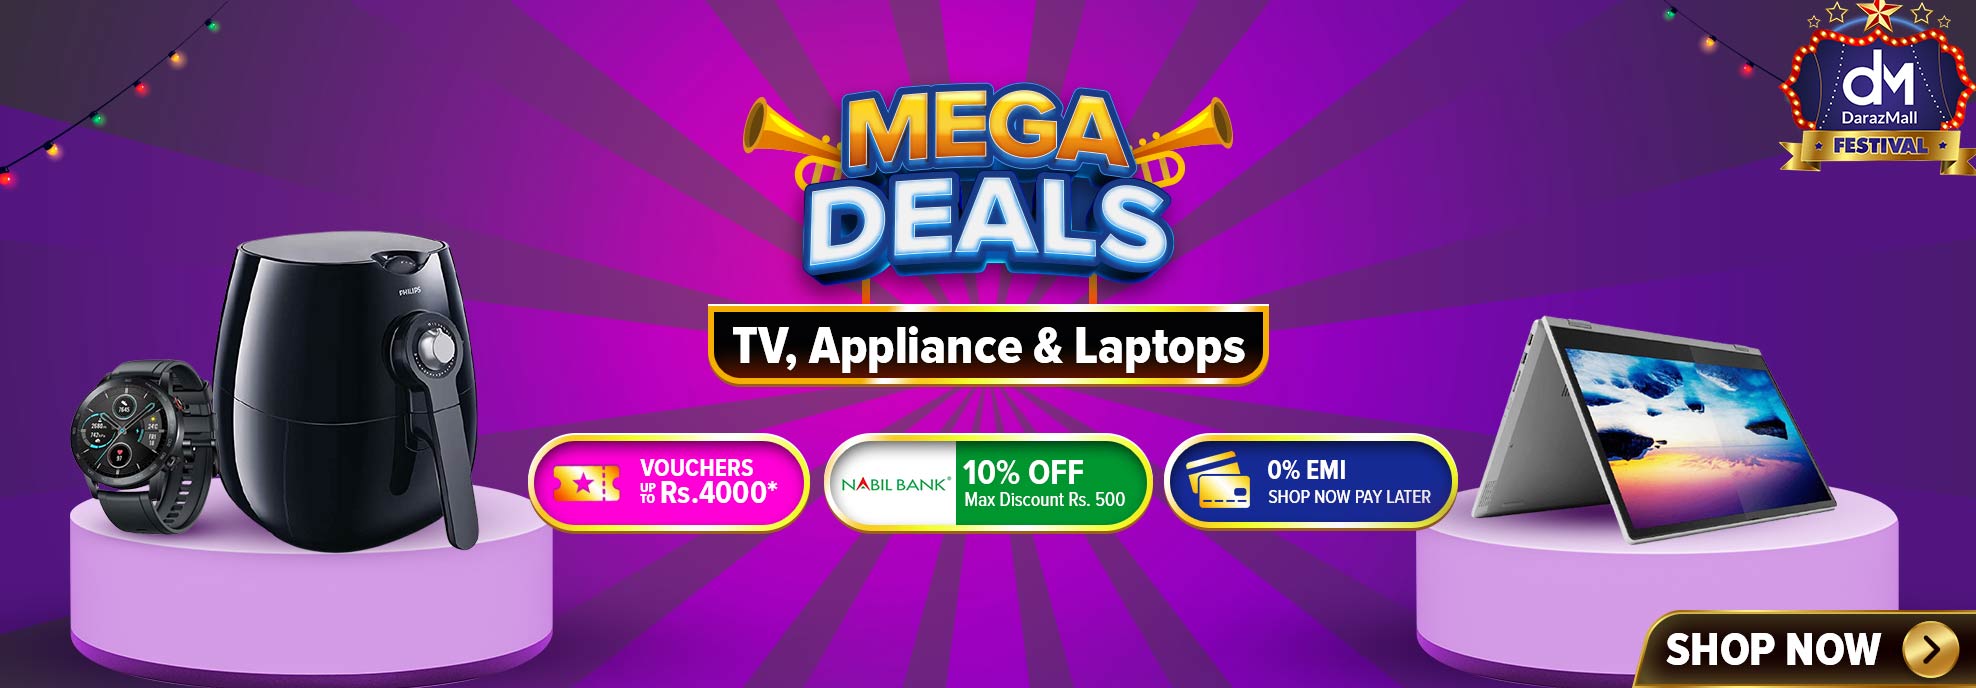 dM
DarazMall
FESTIVAL
MEGA
DEALS
TV, Appliance & Laptops
PHILIPS
VOUCHERS
UP TO Rs.4000*
NABIL BANK®
10% OFF
Max Discount Rs. 500
0% EMI
SHOP NOW PAY LATER
SHOP NOW